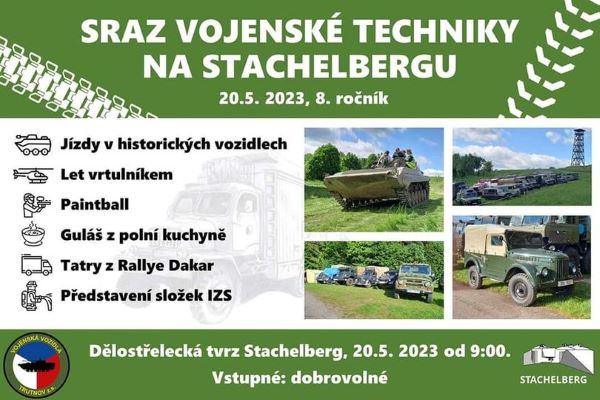 SRAZ VOJENSKÉ TECHNIKY
NA STACHELBERGU
20.5. 2023, 8. ročník
Jízdy v historických vozidlech
Let vrtulníkem
Paintball
Guláš z polní kuchyně
Tatry z Rallye Dakar
Představení složek IZS
Dělostřelecká tvrz Stachelberg, 20.5. 2023 od 9:00.
Vstupné: dobrovolné
VOJENSKÁ VOZIDLA
TRUTNOV z.s.
STACHELBERG